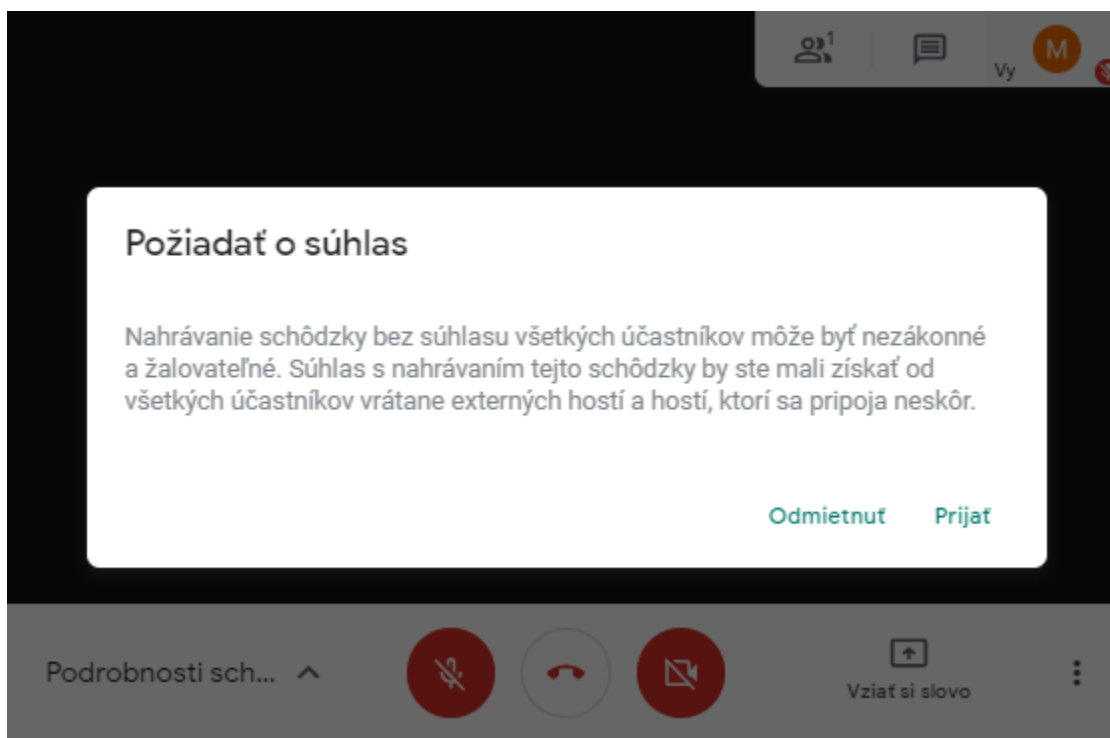 1
Vy
M
Požiadať o súhlas
Nahrávanie schôdzky bez súhlasu všetkých účastníkov môže byť nezákonné
a žalovateľné. Súhlas s nahrávaním tejto schôdzky by ste mali získať od
všetkých účastníkov vrátane externých hostí a hostí, ktorí sa pripoja neskôr.
Odmietnuť Prijať
Podrobnosti sch...
Vziať si slovo